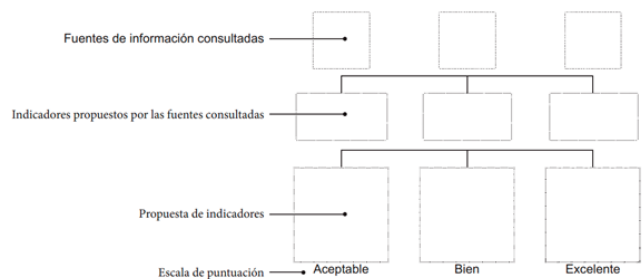 Fuentes de información consultadas
Indicadores propuestos por las fuentes consultadas
Propuesta de indicadores
Escala de puntuación
Aceptable
Bien
Excelente